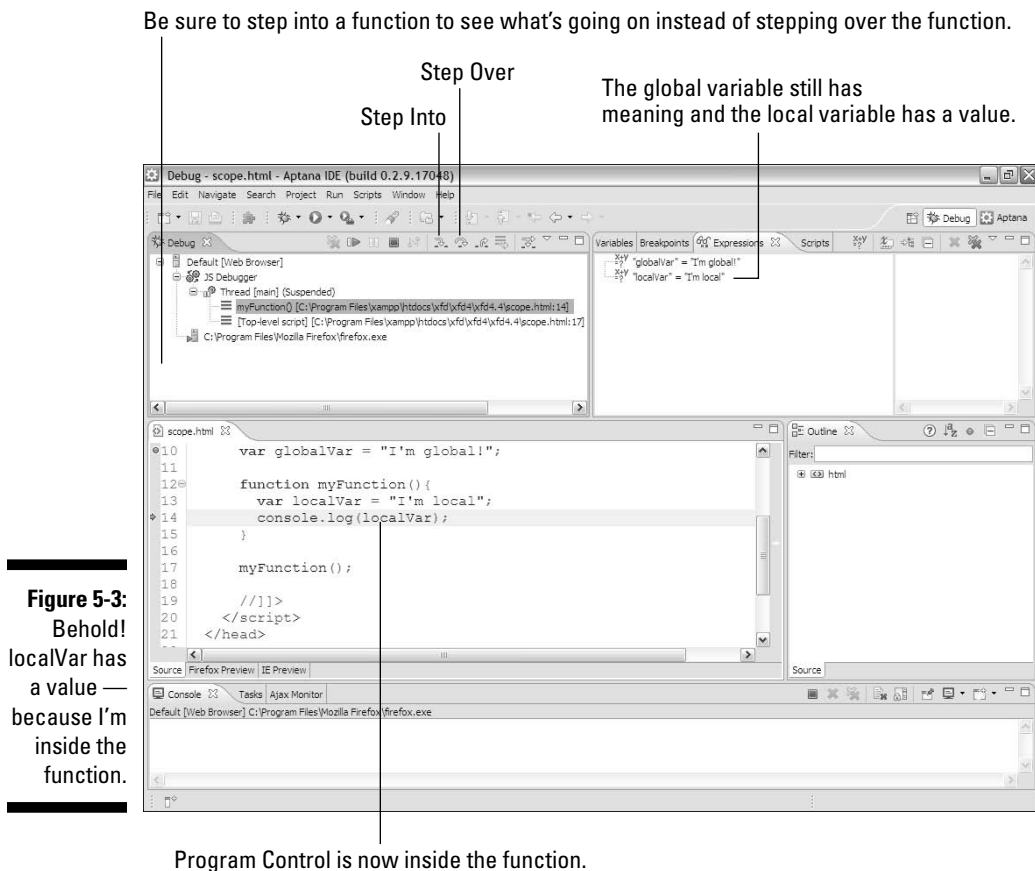 Be sure to step into a function to see what's going on instead of stepping over the function.
Step Over
Step Into
The global variable still has
meaning and the local variable has a value.
Debug - scope.html - Aptana IDE (build 0.2.9.17048)
File Edit Navigate Search Project Run Scripts Window Help
Debug Aptana
Debug
Variables Breakpoints Expressions Scripts
Default [Web Browser]
JS Debugger
Thread [main] (Suspended)
myFunction() [C:\Program Files\xampp\htdocs\xfd\xfd4\xfd4.4\scope.html:14]
[Top-level script] [C:\Program Files\xampp\htdocs\xfd\xfd4\xfd4.4\scope.html:17]
C:\Program Files\Mozilla Firefox\firefox.exe
"globalVar" = "I'm global!"
"localVar" = "I'm local"
scope.html
10 var globalVar = "I'm global!";
11
12 function myFunction(){
13 var localVar = "I'm local";
14 console.log(localVar);
15 }
16
17 myFunction();
18
19 //]]>
20 </script>
21 </head>
Source Firefox Preview IE Preview
Outline
Filter:
html
Source
Console Tasks Ajax Monitor
Default [Web Browser] C:\Program Files\Mozilla Firefox\firefox.exe
Figure 5-3:
Behold!
localVar has
a value —
because I'm
inside the
function.
Program Control is now inside the function.